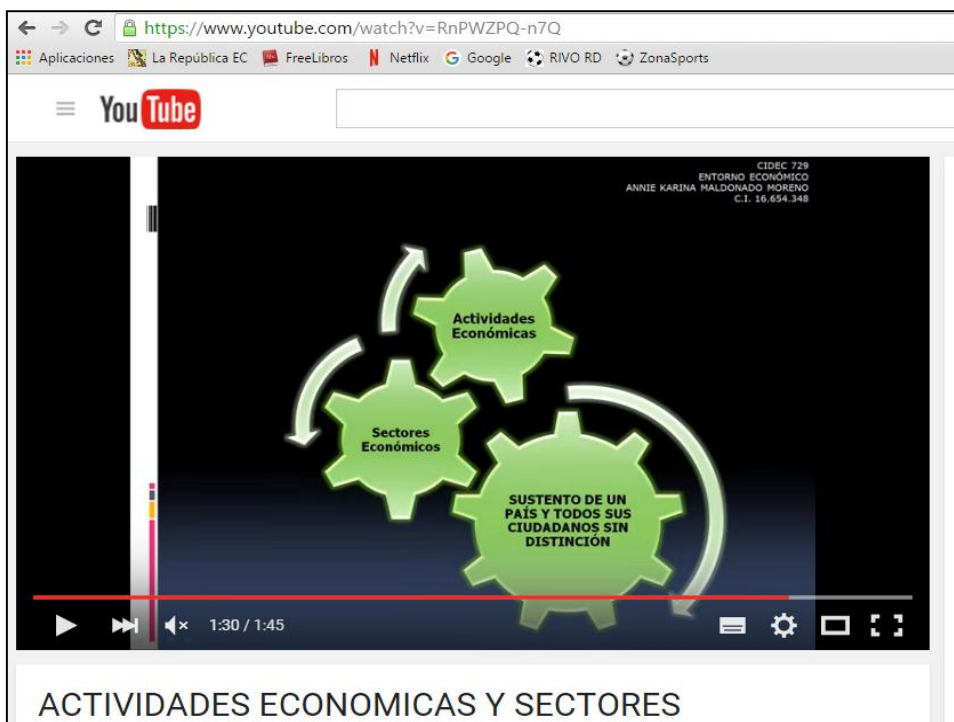 https://www.youtube.com/watch?v=RnPWZPQ-n7Q
Aplicaciones La República EC FreeLibros Netflix Google RIVO RD ZonaSports
YouTube
CIDEC 729
ENTORNO ECONÓMICO
ANNIE KARINA MALDONADO MORENO
C.I. 16.654.348
Actividades
Económicas
Sectores
Económicos
SUSTENTO DE UN
PAÍS Y TODOS SUS
CIUDADANOS SIN
DISTINCIÓN
1:30 / 1:45
ACTIVIDADES ECONOMICAS Y SECTORES